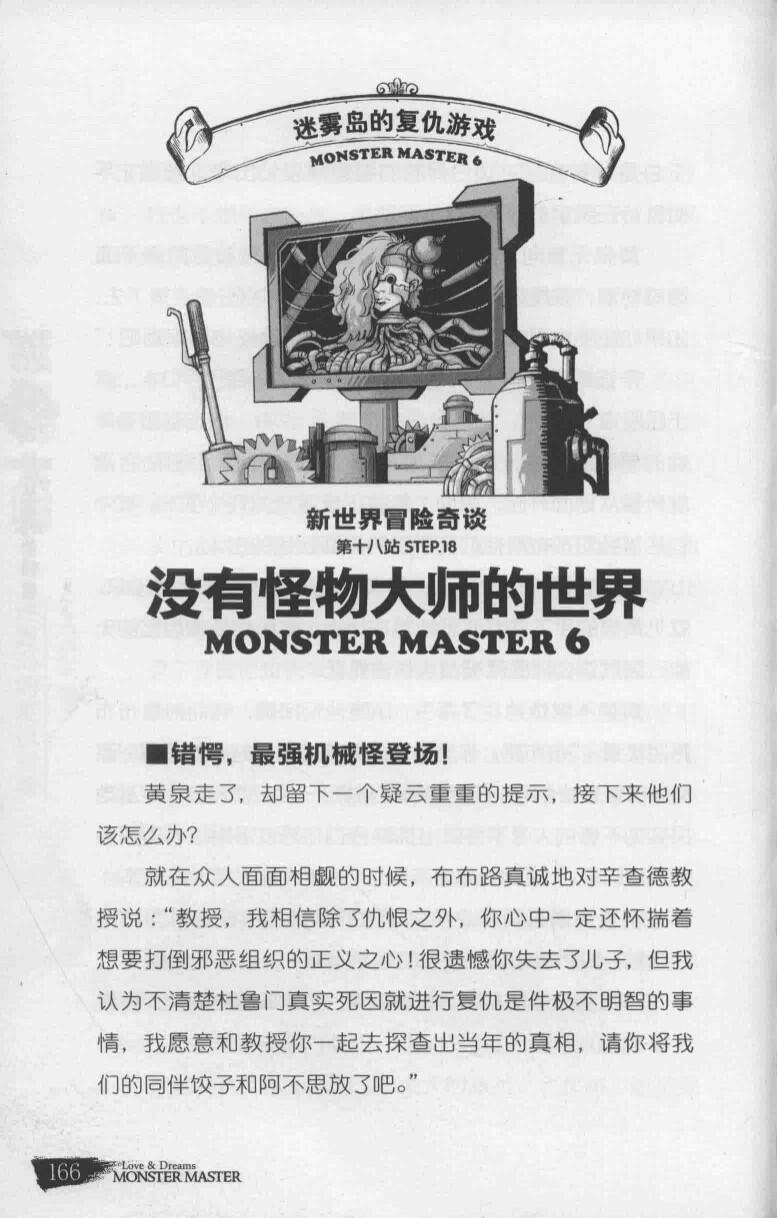 迷雾岛的复仇游戏
MONSTER MASTER 6
新世界冒险奇谈
第十八站 STEP.18
没有怪物大师的世界
MONSTER MASTER 6
■错愕，最强机械怪登场！
黄泉走了，却留下一个疑云重重的提示，接下来他们
该怎么办？
就在众人面面相觑的时候，布布路真诚地对辛查德教
授说：“教授，我相信除了仇恨之外，你心中一定还怀揣着
想要打倒邪恶组织的正义之心！很遗憾你失去了儿子，但我
认为不清楚杜鲁门真实死因就进行复仇是件极不明智的事
情，我愿意和教授你一起去探查出当年的真相，请你将我
们的同伴饺子和阿不思放了吧。”
166
Love & Dreams
MONSTER MASTER